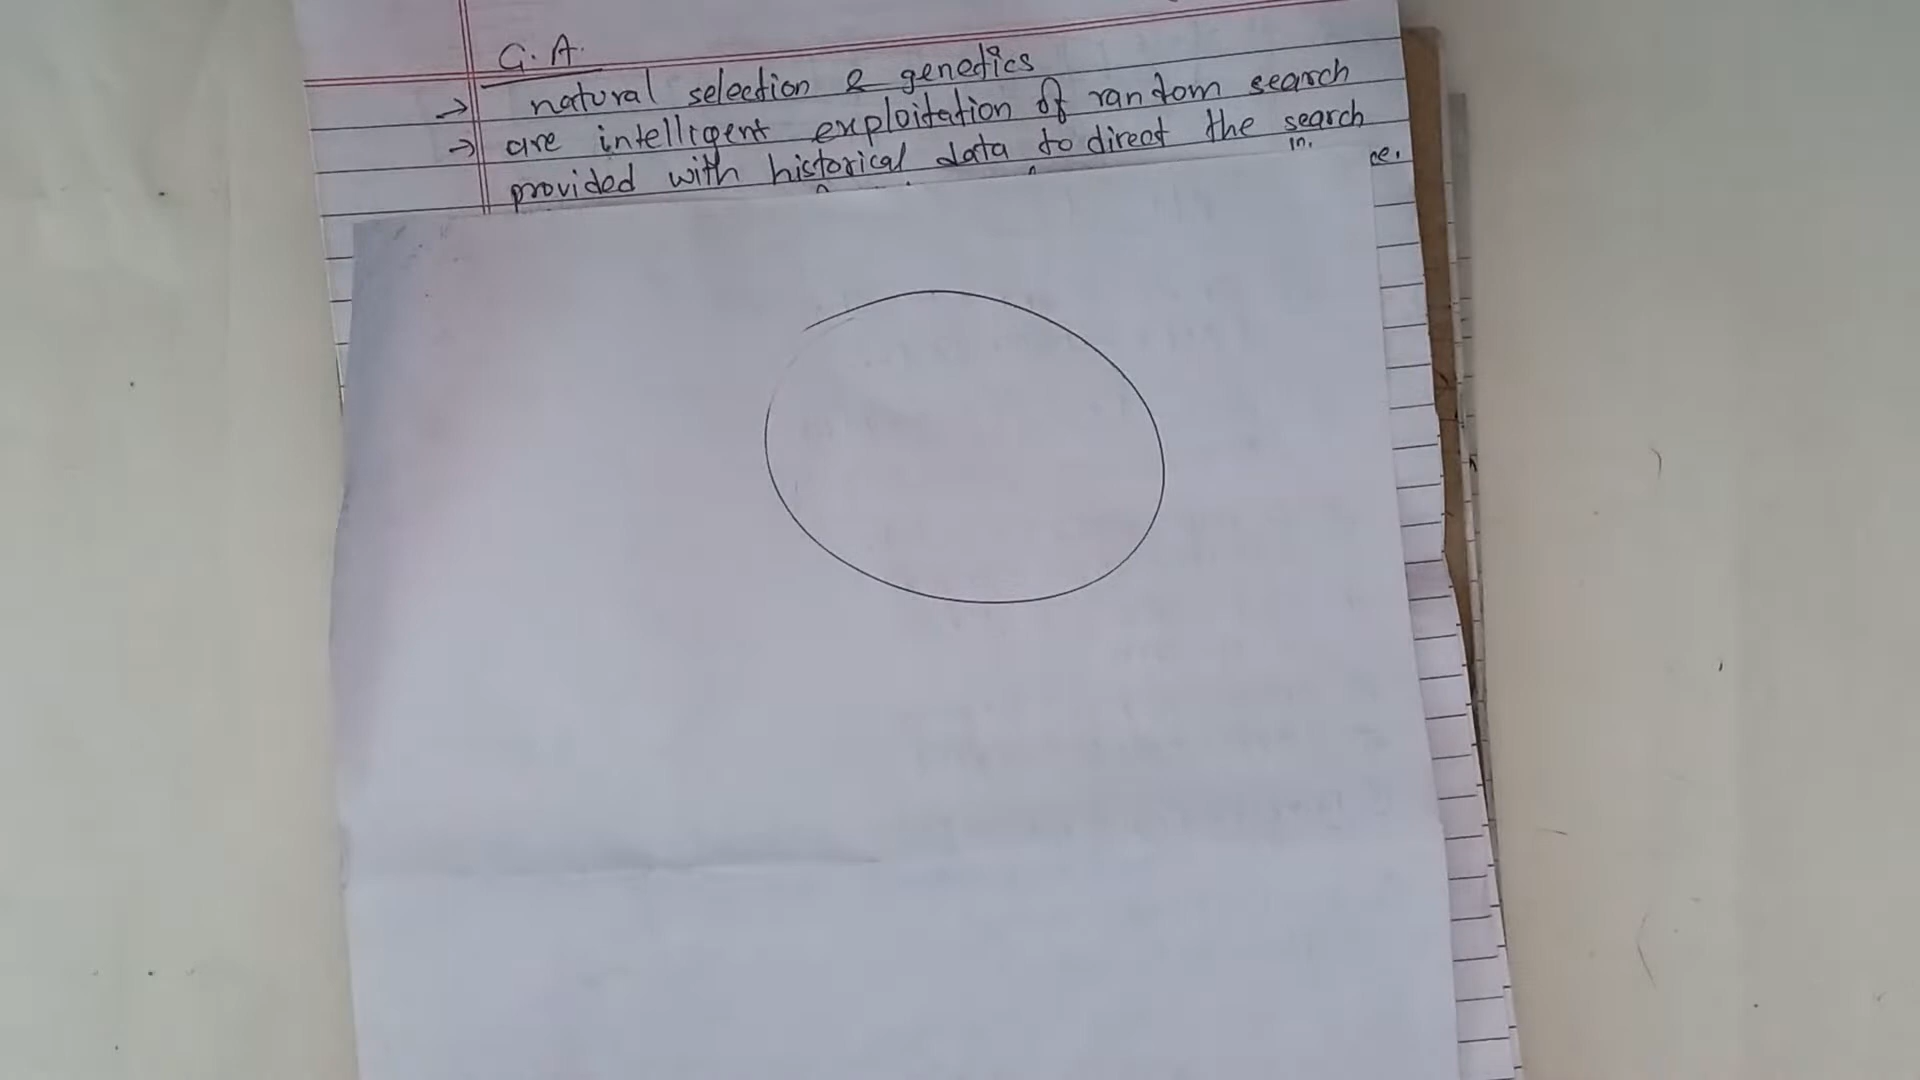 G. A.
→ natural selection & genetics
→ are intelligent exploitation of random search
provided with historical data to direct the search